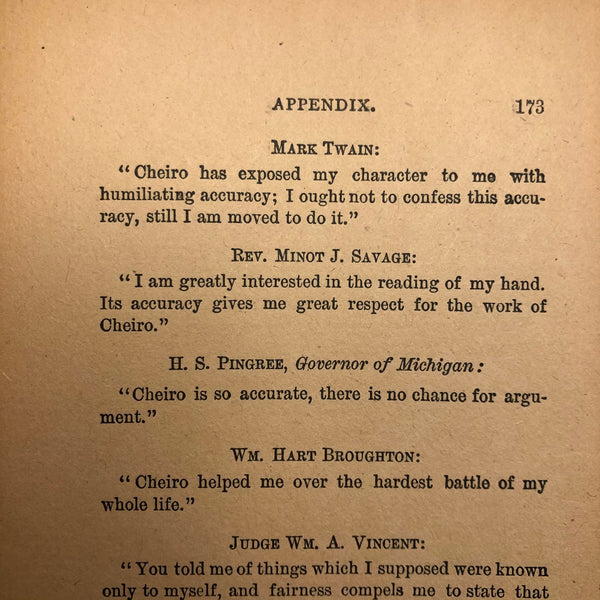 APPENDIX. 173
MARK TWAIN:
"Cheiro has exposed my character to me with
humiliating accuracy; I ought not to confess this accu-
racy, still I am moved to do it."
REV. MINOT J. SAVAGE:
"I am greatly interested in the reading of my hand.
Its accuracy gives me great respect for the work of
Cheiro."
H. S. PINGREE, Governor of Michigan:
"Cheiro is so accurate, there is no chance for argu-
ment."
WM. HART BROUGHTON:
"Cheiro helped me over the hardest battle of my
whole life."
JUDGE WM. A. VINCENT:
"You told me of things which I supposed were known
only to myself, and fairness compels me to state that